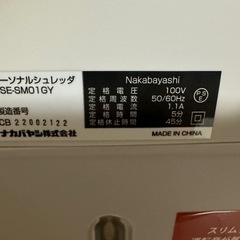 ーソナルシュレッダ
SE-SM01GY
製造番号
CB 22002122
ナカバヤシ株式会社
Nakabayashi
定格電圧 100V
定格周波数 50/60Hz
定格電流 1.1A
定格時間 5分
定格停止時間 45分
MADE IN CHINA
P
S
E
スリム